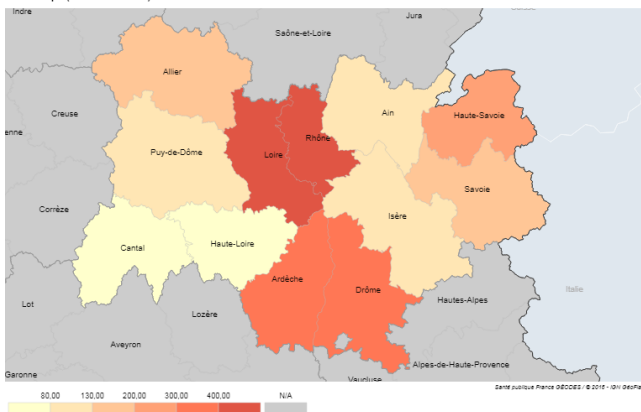 Indre
Jura
Saône-et-Loire
Allier
Creuse
Ain
Haute-Savoie
enne
Rhône
Puy-de-Dôme
Loire
Savoie
Corrèze
Isère
Cantal
Haute-Loire
Ardèche
Drôme
Italie
Hautes-Alpes
Lot
Lozère
Aveyron
Alpes-de-Haute-Provence
Garonne
Vaucluse
Santé publique France GÉODES / © 2016 - IGN GéoFla
80,00 130,00 200,00 300,00 400,00 N/A